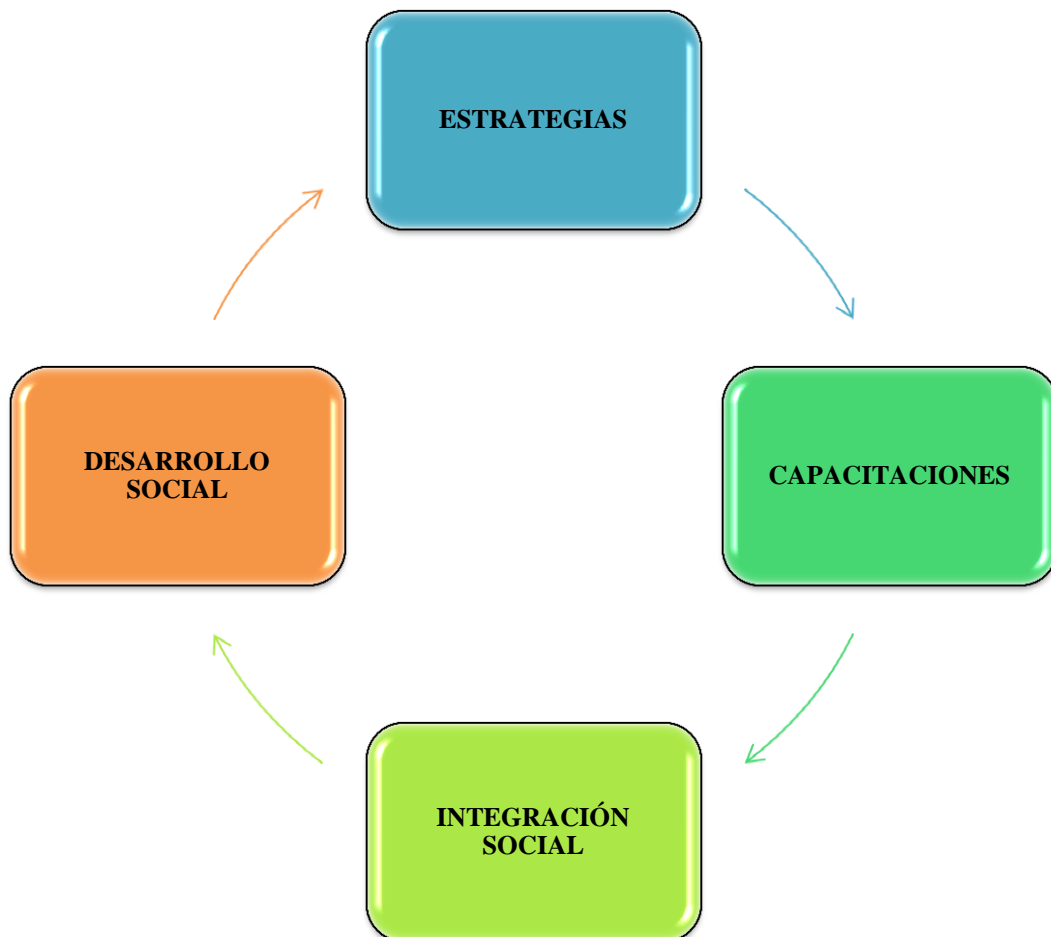 ESTRATEGIAS
CAPACITACIONES
INTEGRACIÓN
SOCIAL
DESARROLLO
SOCIAL